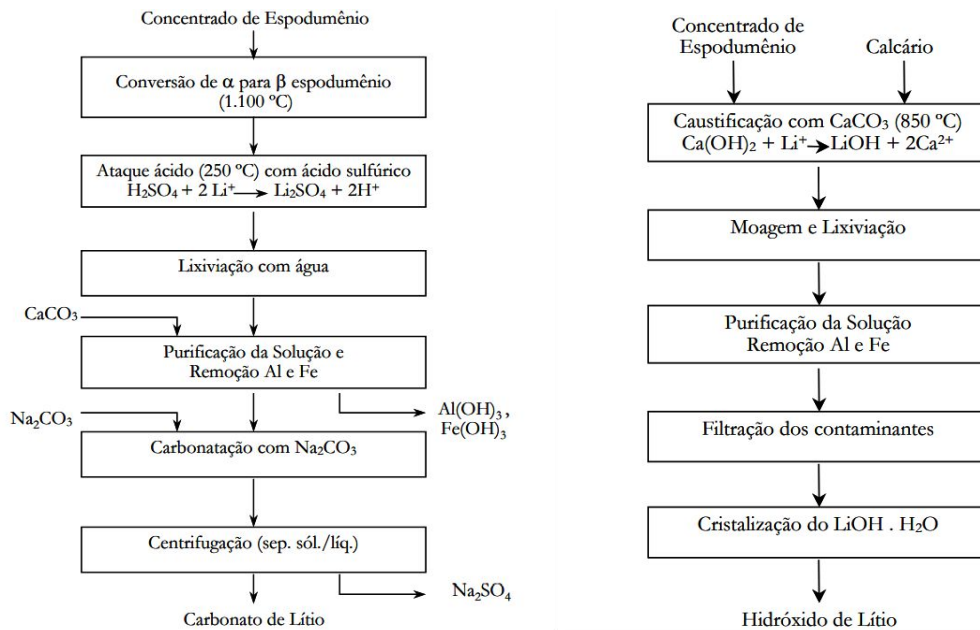 Concentrado de Espodumênio
Conversão de α para β espodumênio
(1.100 ºC)
Ataque ácido (250 ºC) com ácido sulfúrico
H₂SO₄ + 2 Li⁺ → Li₂SO₄ + 2H⁺
Lixiviação com água
CaCO₃
Purificação da Solução e
Remoção Al e Fe
Al(OH)₃ ,
Fe(OH)₃
Na₂CO₃
Carbonatação com Na₂CO₃
Centrifugação (sep. sól./líq.)
Na₂SO₄
Carbonato de Lítio
Concentrado de
Espodumênio
Calcário
Caustificação com CaCO₃ (850 ºC)
Ca(OH)₂ + Li⁺ → LiOH + 2Ca²⁺
Moagem e Lixiviação
Purificação da Solução
Remoção Al e Fe
Filtração dos contaminantes
Cristalização do LiOH . H₂O
Hidróxido de Lítio